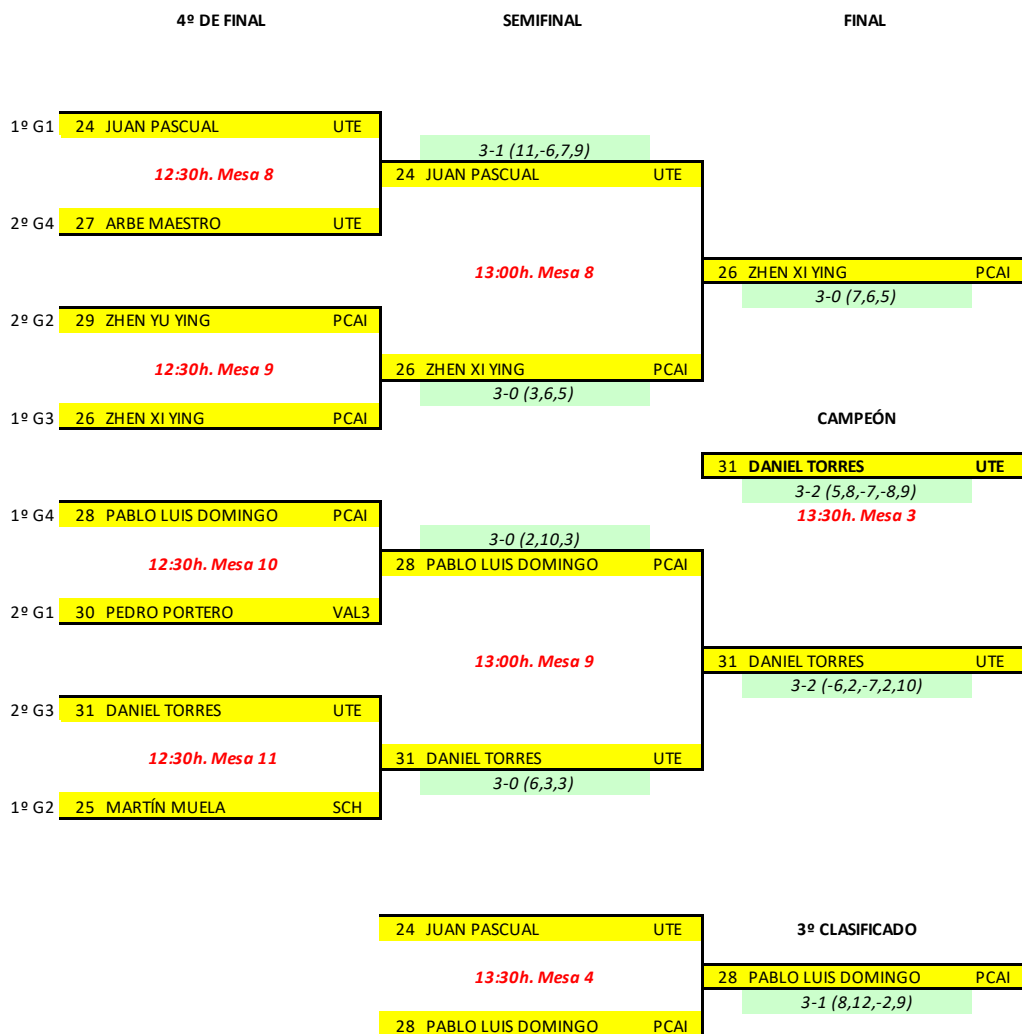 4º DE FINAL SEMIFINAL FINAL
1º G1 24 JUAN PASCUAL UTE
3-1 (11,-6,7,9)
12:30h. Mesa 8 24 JUAN PASCUAL UTE
2º G4 27 ARBE MAESTRO UTE
13:00h. Mesa 8 26 ZHEN XI YING PCAI
3-0 (7,6,5)
2º G2 29 ZHEN YU YING PCAI
12:30h. Mesa 9 26 ZHEN XI YING PCAI
3-0 (3,6,5)
1º G3 26 ZHEN XI YING PCAI CAMPEÓN
31 DANIEL TORRES UTE
3-2 (5,8,-7,-8,9)
1º G4 28 PABLO LUIS DOMINGO PCAI 13:30h. Mesa 3
3-0 (2,10,3)
12:30h. Mesa 10 28 PABLO LUIS DOMINGO PCAI
2º G1 30 PEDRO PORTERO VAL3
13:00h. Mesa 9 31 DANIEL TORRES UTE
3-2 (-6,2,-7,2,10)
2º G3 31 DANIEL TORRES UTE
12:30h. Mesa 11 31 DANIEL TORRES UTE
3-0 (6,3,3)
1º G2 25 MARTÍN MUELA SCH
24 JUAN PASCUAL UTE 3º CLASIFICADO
13:30h. Mesa 4 28 PABLO LUIS DOMINGO PCAI
3-1 (8,12,-2,9)
28 PABLO LUIS DOMINGO PCAI